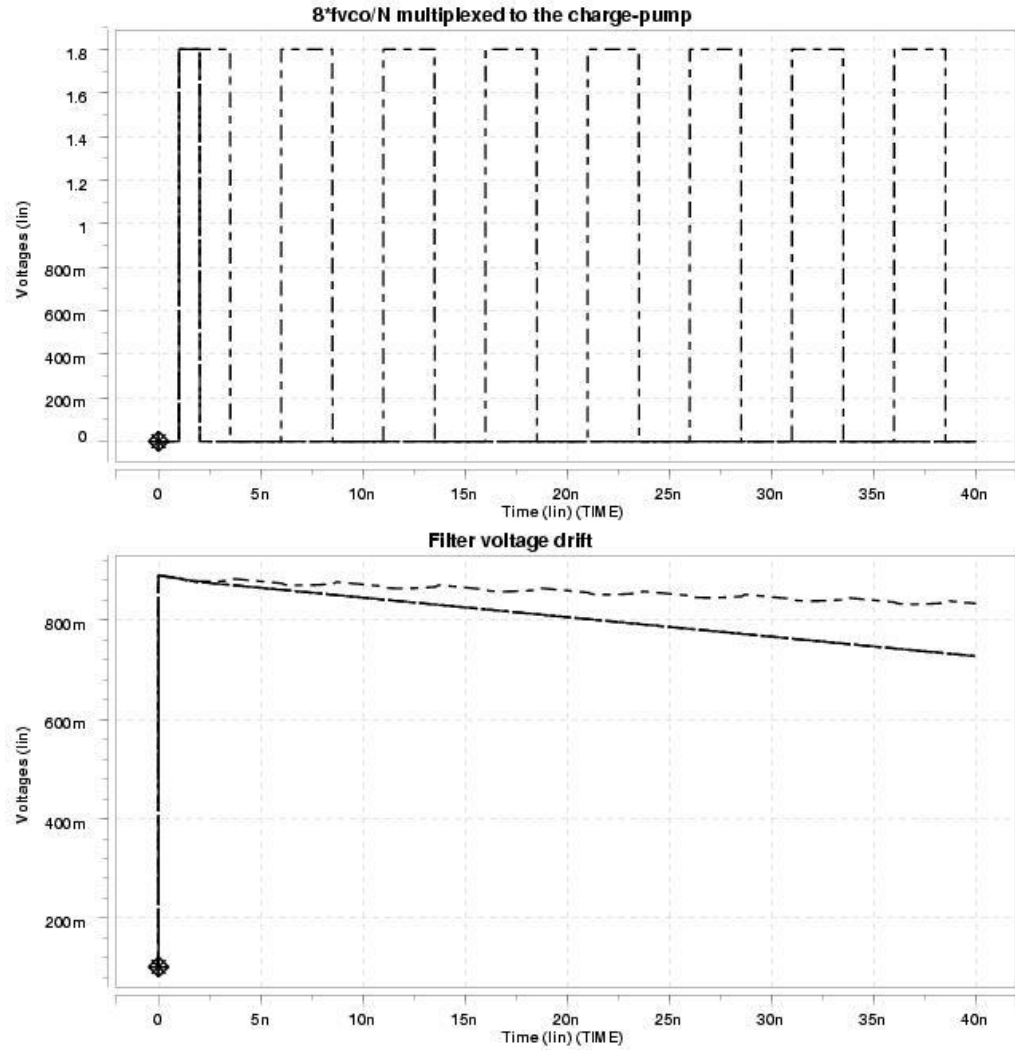 8*fvco/N multiplexed to the charge-pump
Voltages (lin)
1.8
1.6
1.4
1.2
1
800m
600m
400m
200m
0
0 5n 10n 15n 20n 25n 30n 35n 40n
Time (lin) (TIME)
Filter voltage drift
Voltages (lin)
800m
600m
400m
200m
0 5n 10n 15n 20n 25n 30n 35n 40n
Time (lin) (TIME)